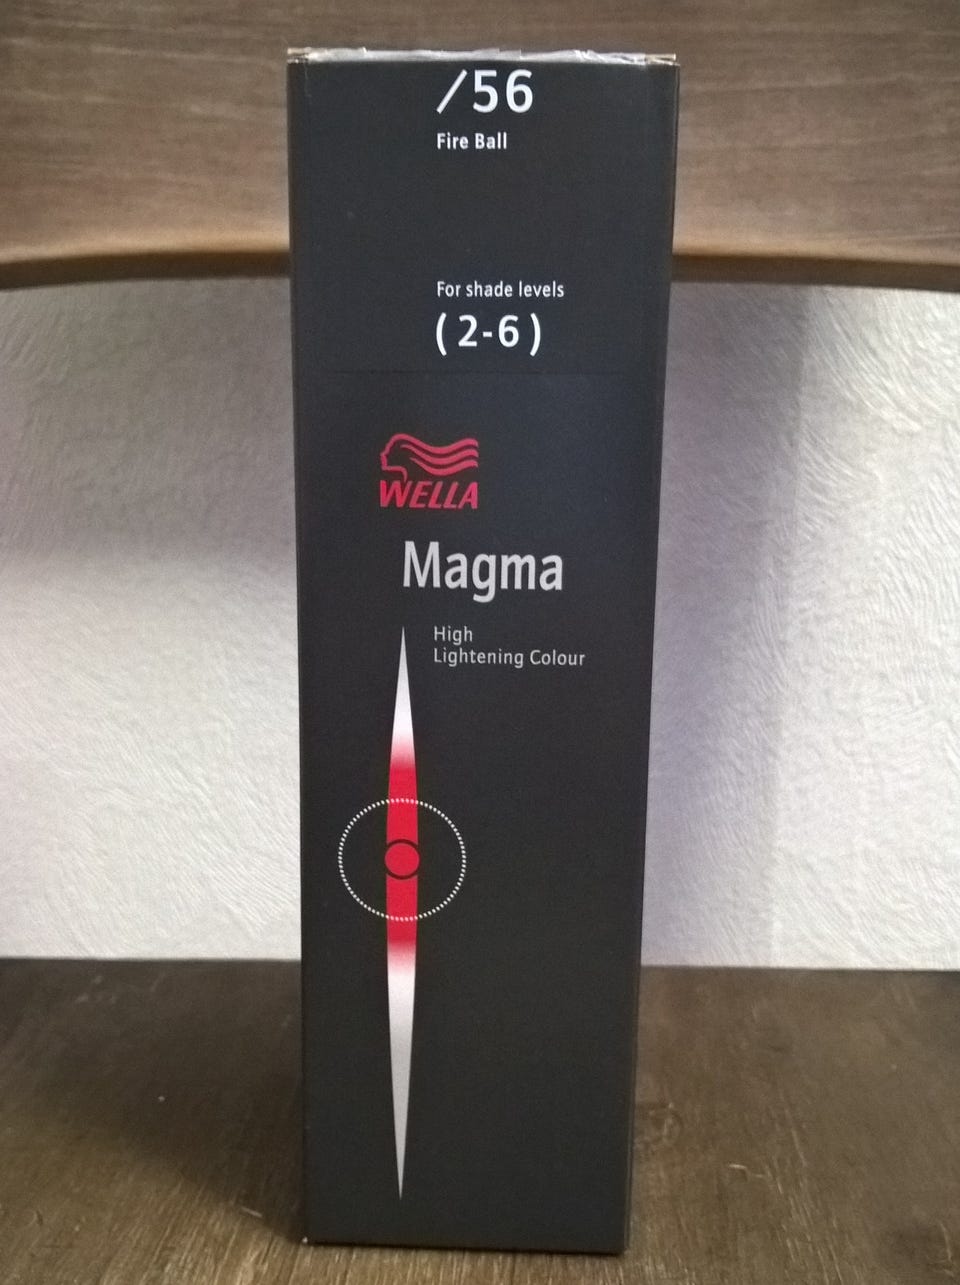 /56
Fire Ball
For shade levels
(2-6)
WELLA
Magma
High
Lightening Colour